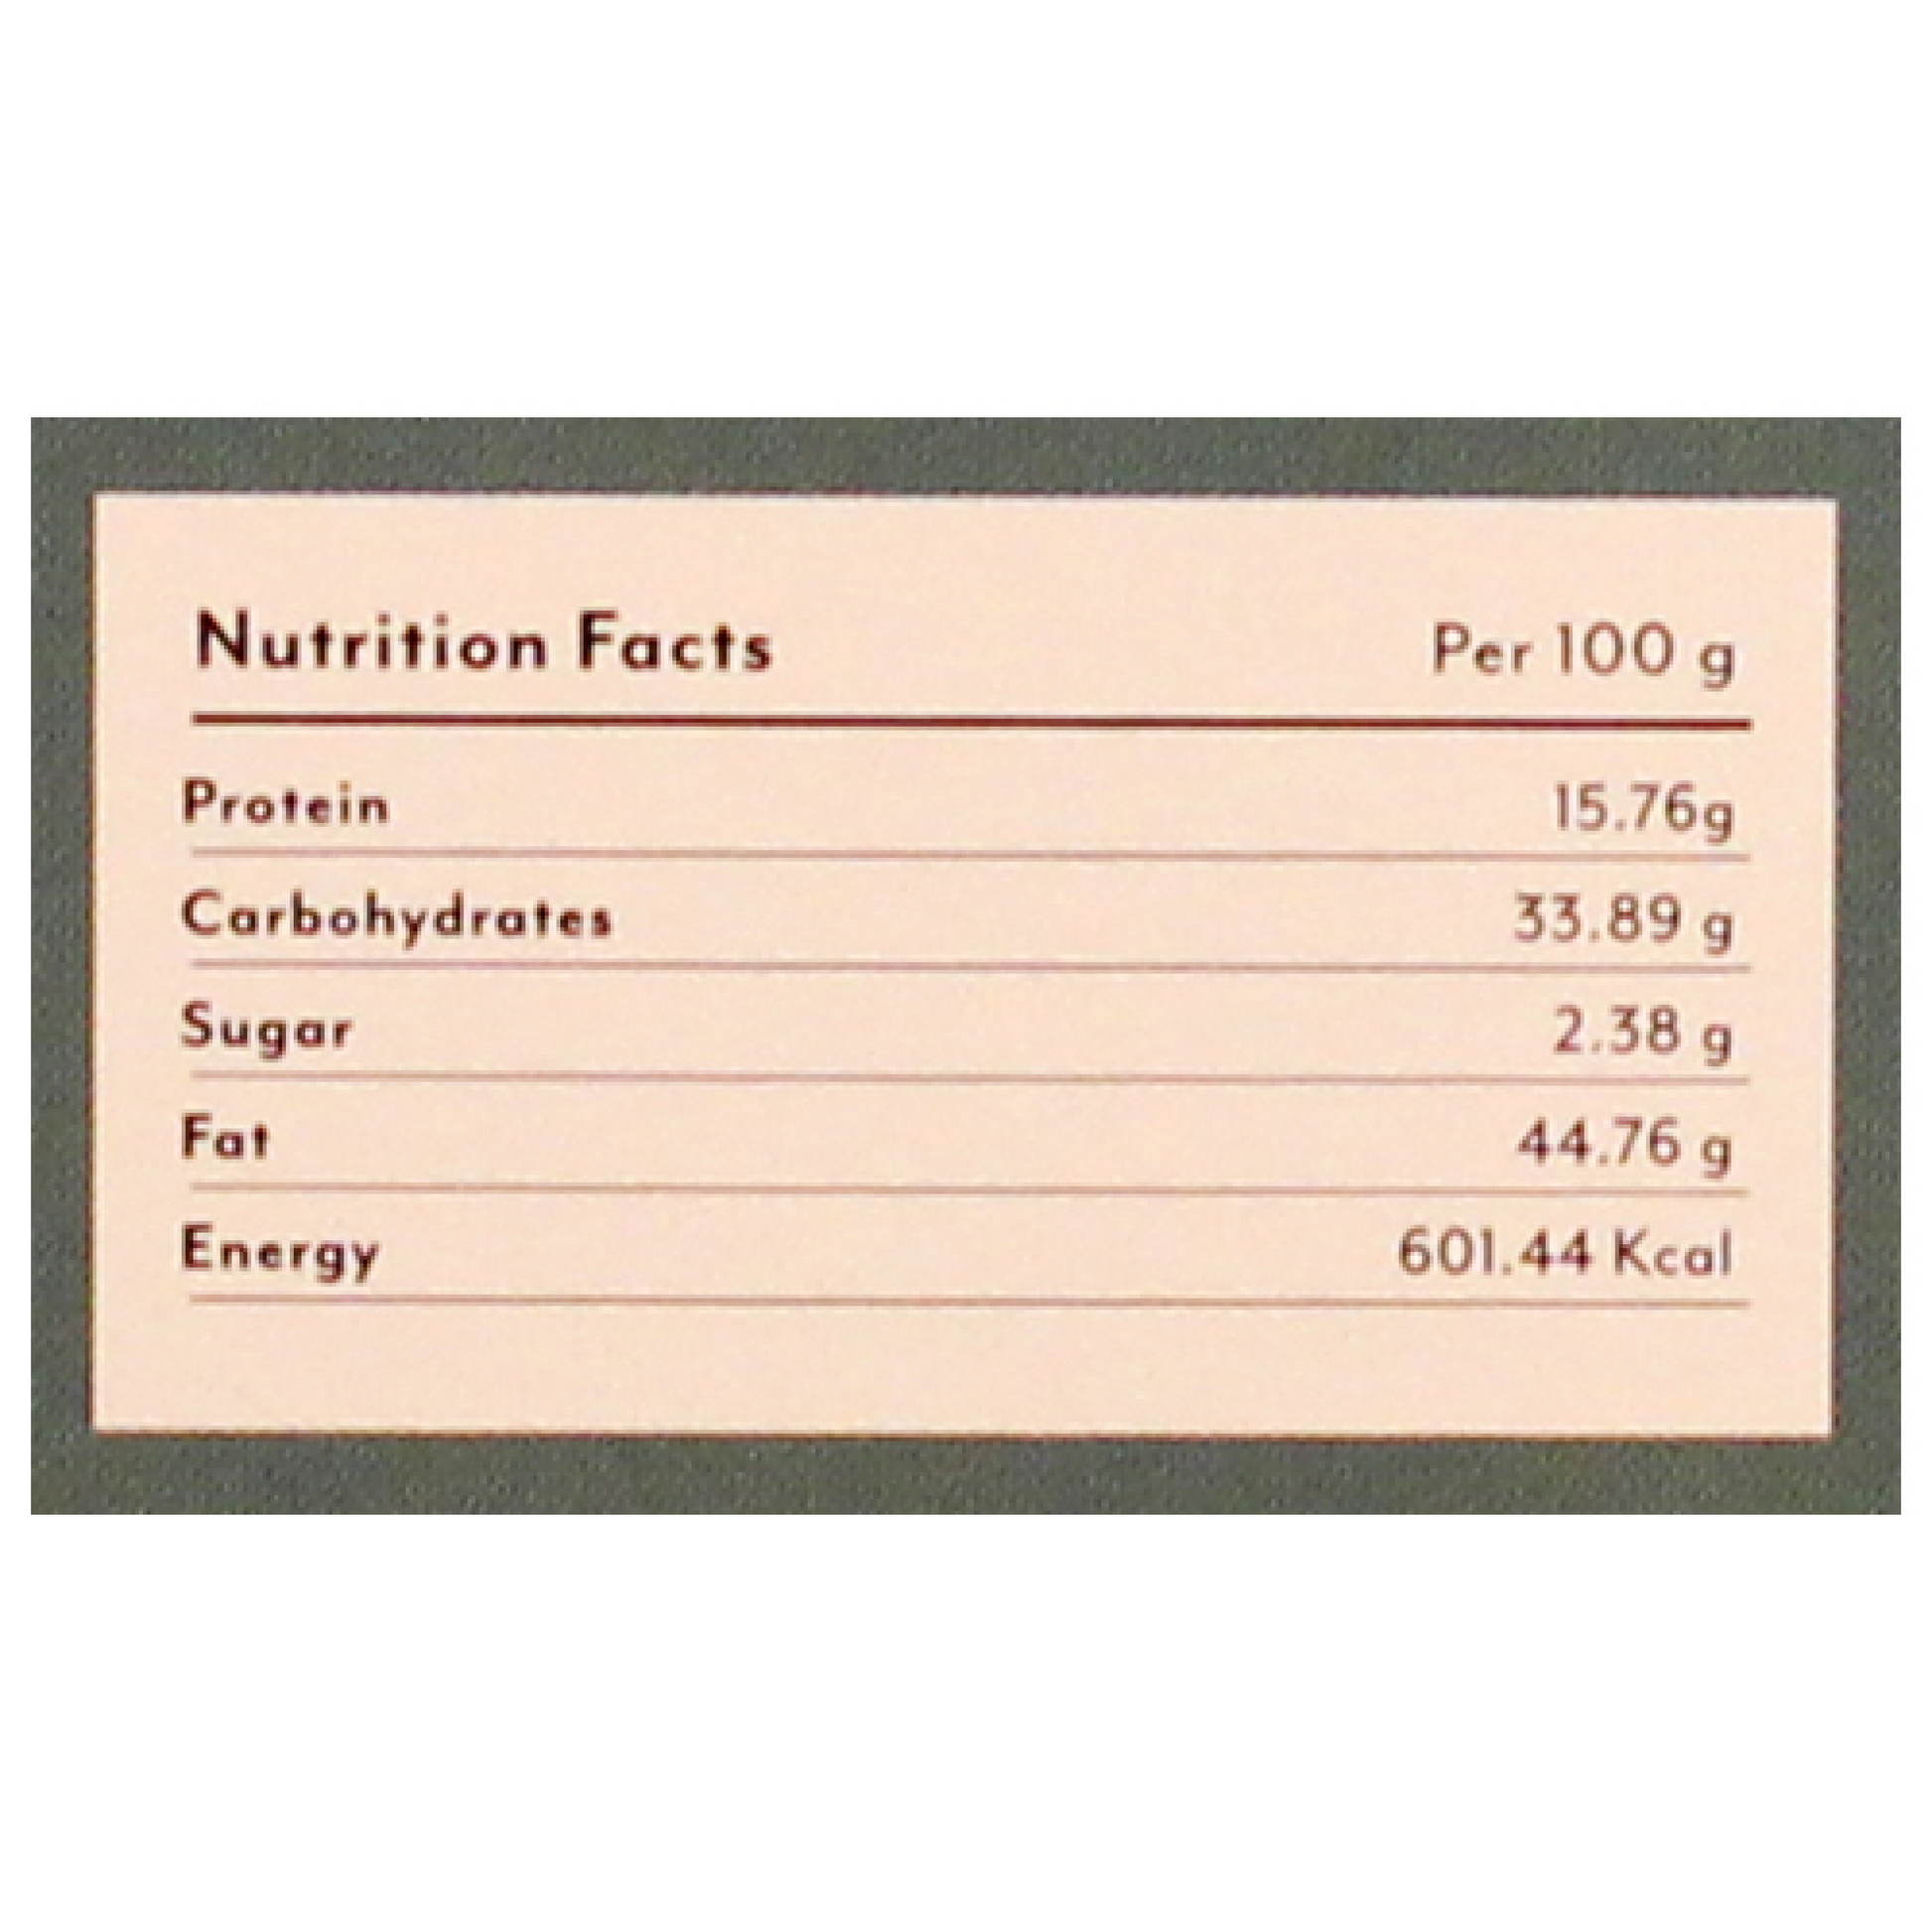 Nutrition Facts Per 100 g
Protein 15.76g
Carbohydrates 33.89 g
Sugar 2.38 g
Fat 44.76 g
Energy 601.44 Kcal